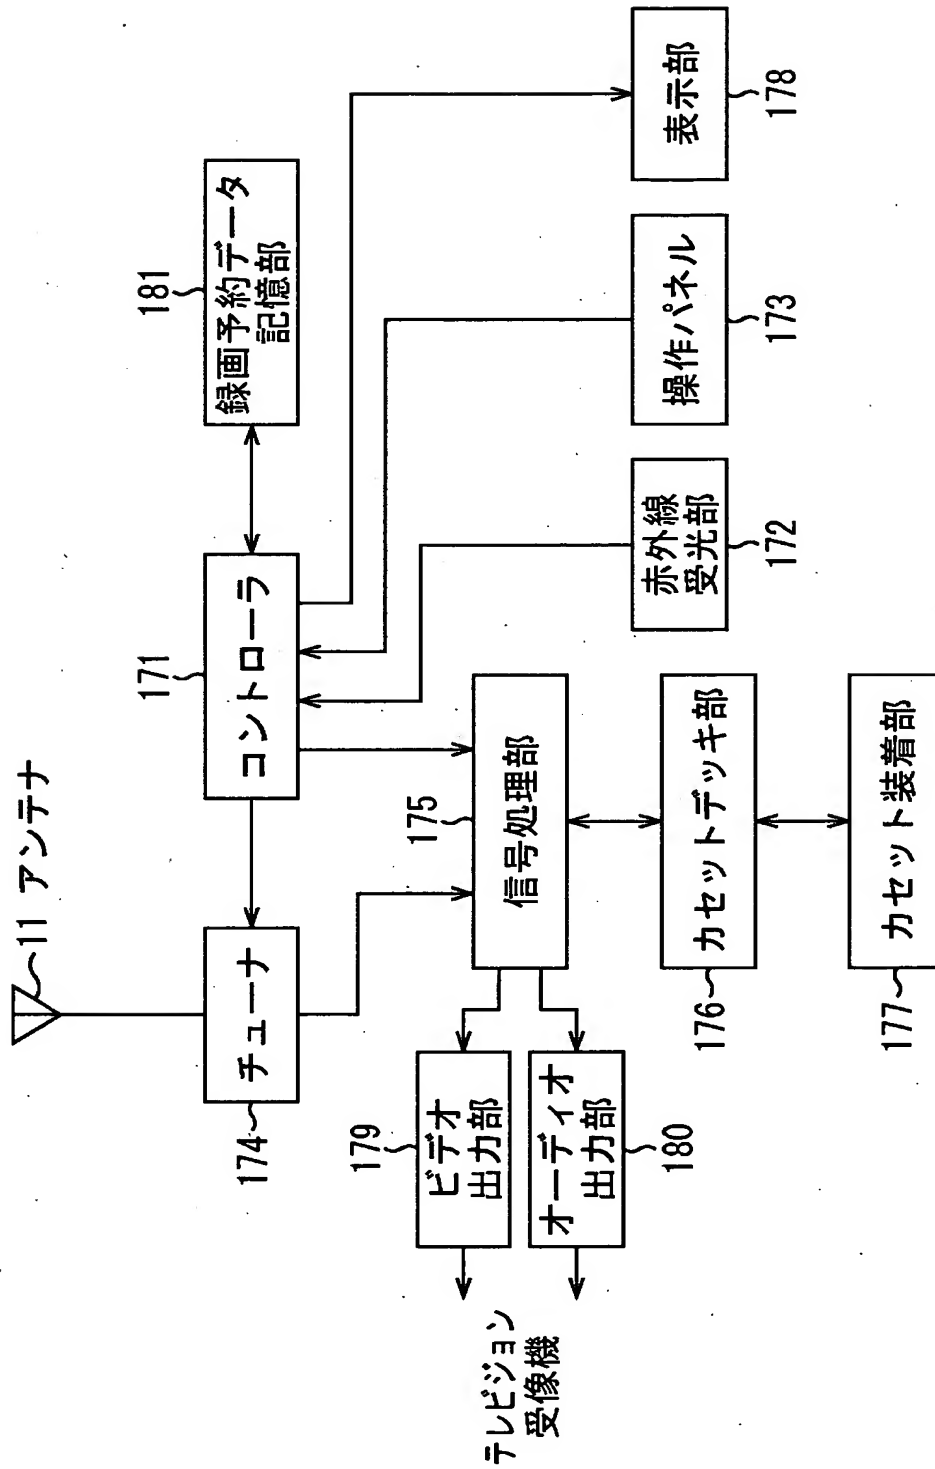 11 アンテナ
174
チューナ
171
コントローラ
181
録画予約データ
記憶部
179
ビデオ
出力部
オーディオ
出力部
180
テレビジョン
受像機
175
信号処理部
176
カセットデッキ部
177
カセット装着部
赤外線
受光部
172
操作パネル
173
表示部
178